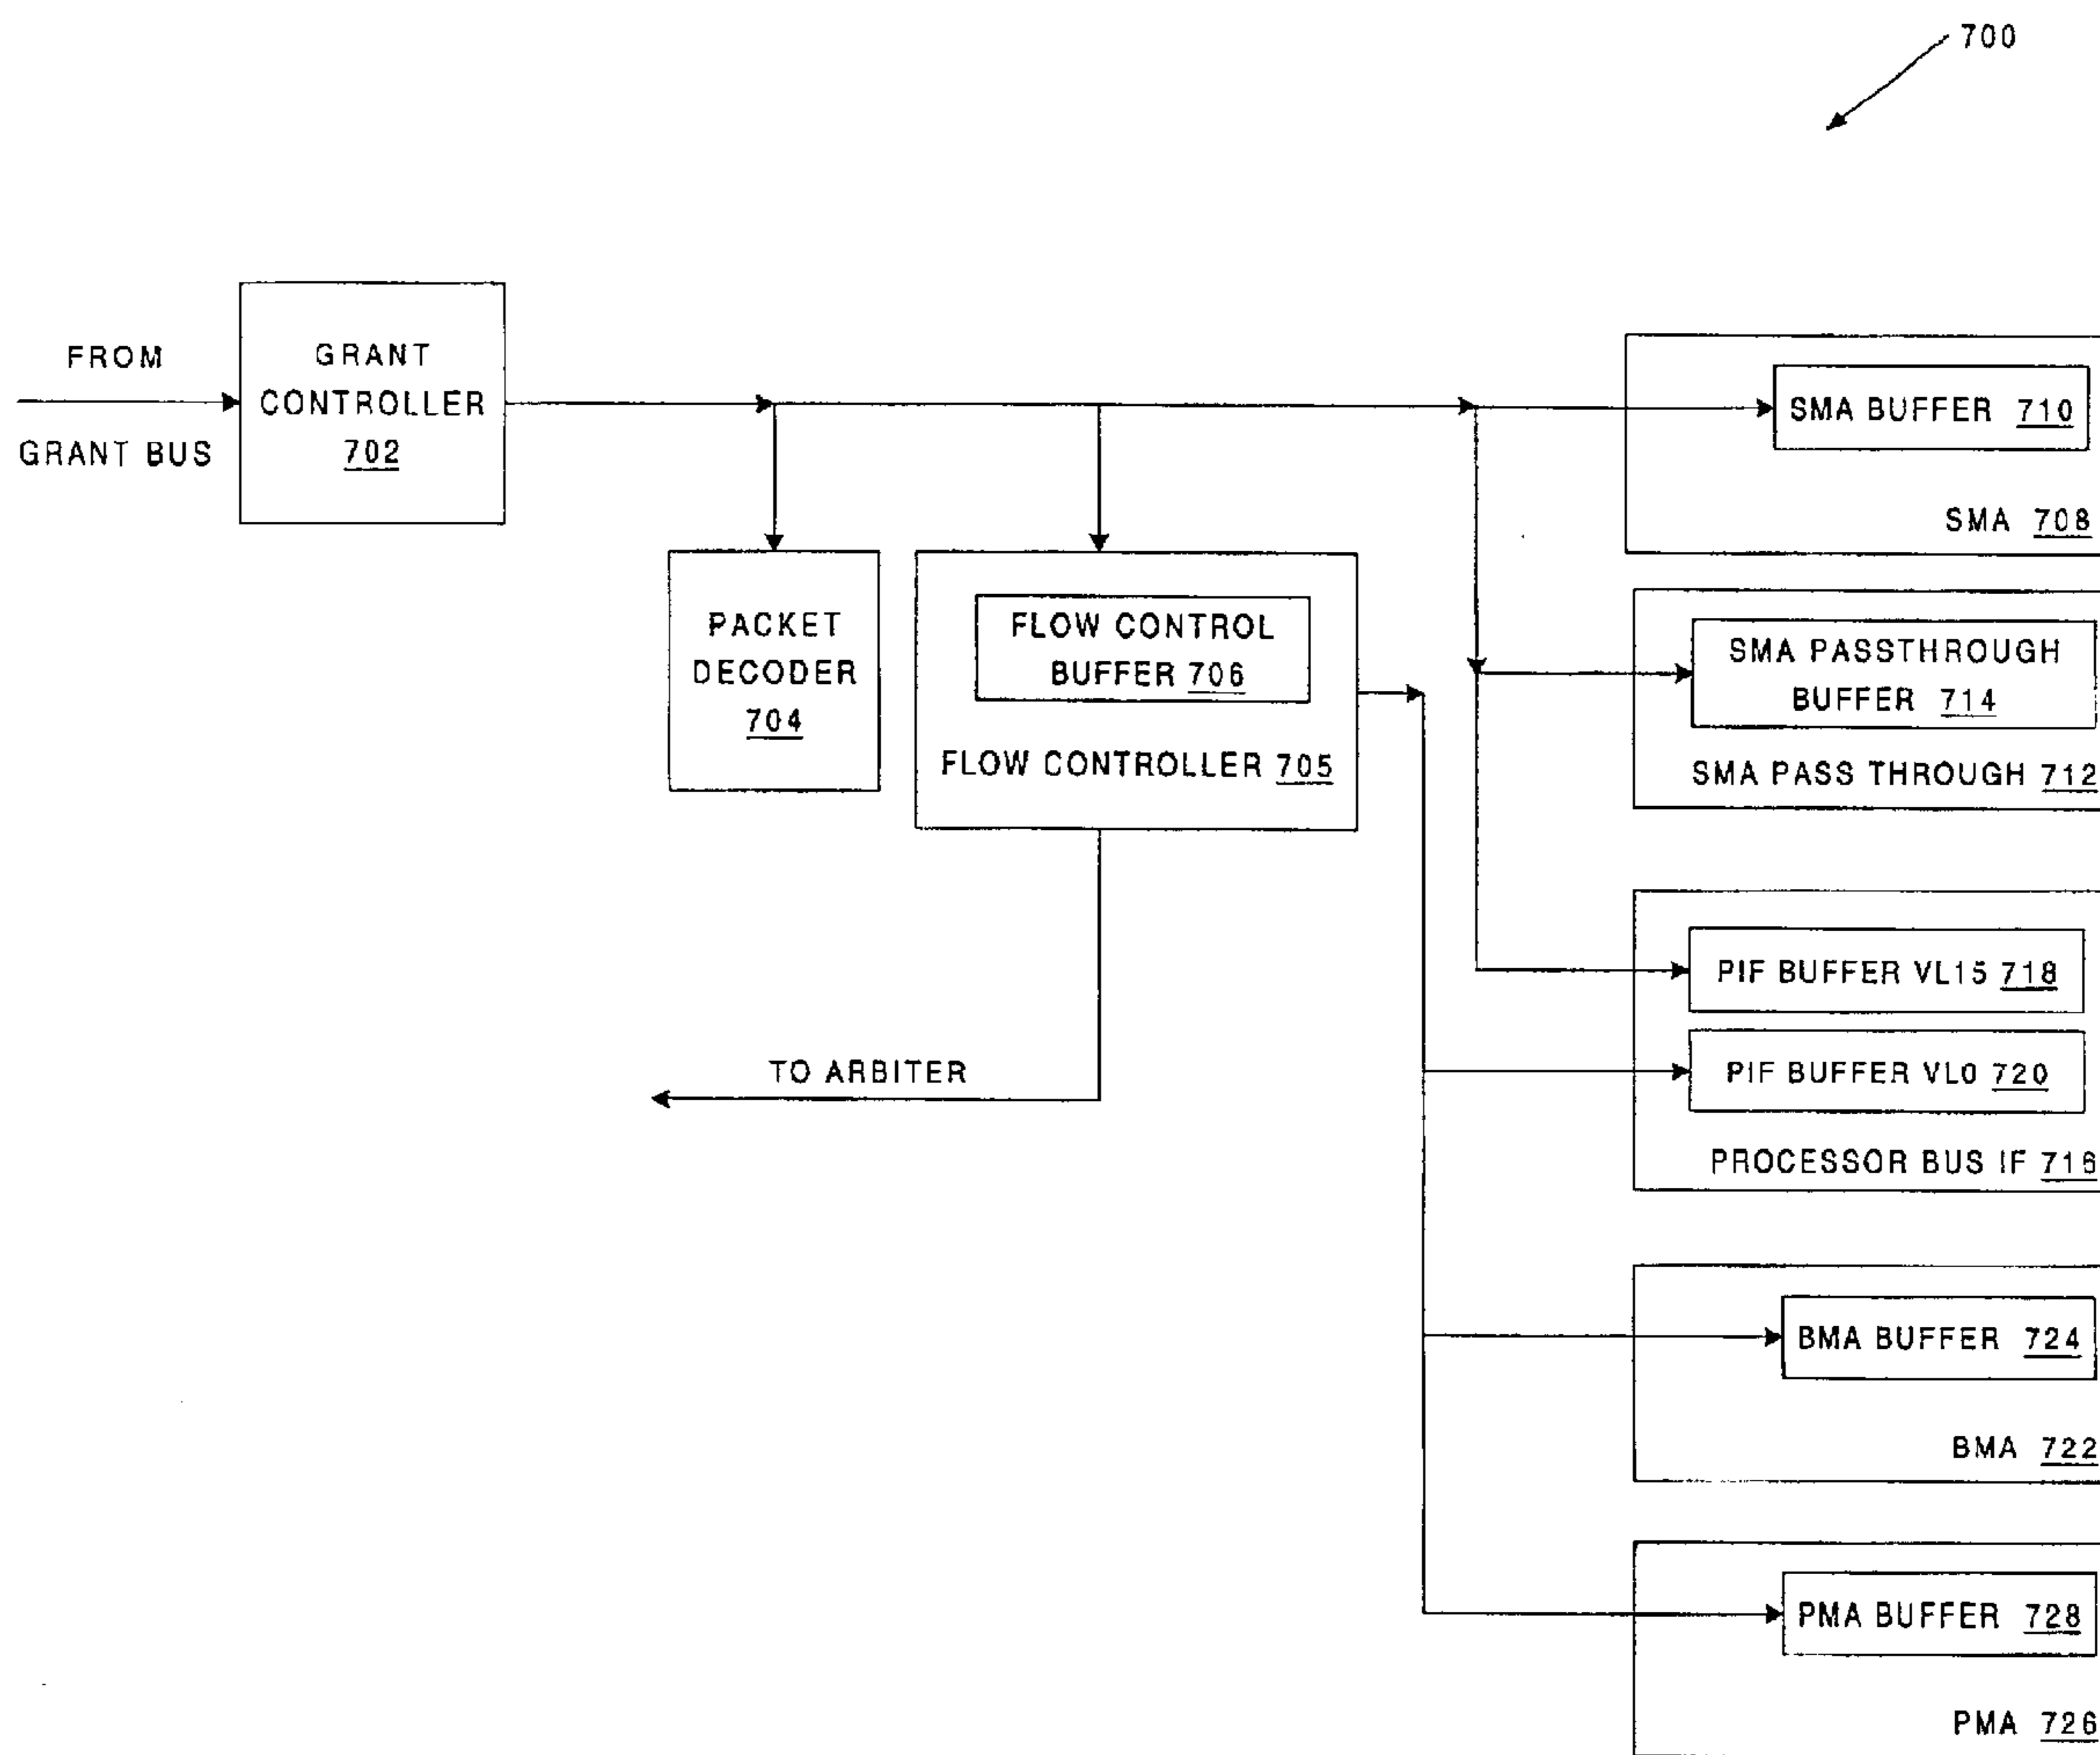 700
FROM
GRANT BUS
GRANT
CONTROLLER
702
SMA BUFFER 710
SMA 708
PACKET
DECODER
704
FLOW CONTROL
BUFFER 706
FLOW CONTROLLER 705
SMA PASSTHROUGH
BUFFER 714
SMA PASS THROUGH 712
PIF BUFFER VL15 718
PIF BUFFER VL0 720
PROCESSOR BUS IF 716
TO ARBITER
BMA BUFFER 724
BMA 722
PMA BUFFER 728
PMA 726